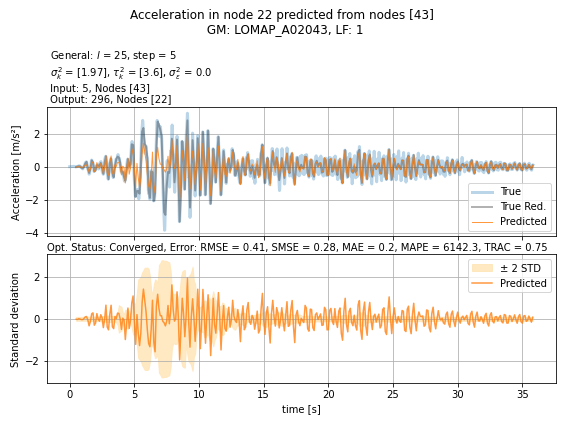 Acceleration in node 22 predicted from nodes [43]
GM: LOMAP_A02043, LF: 1
General: l = 25, step = 5
σ²ₖ = [1.97], τ²ₖ = [3.6], σ²ε = 0.0
Input: 5, Nodes [43]
Output: 296, Nodes [22]
Acceleration [m/s²]
2
0
−2
−4
True
True Red.
Predicted
Opt. Status: Converged, Error: RMSE = 0.41, SMSE = 0.28, MAE = 0.2, MAPE = 6142.3, TRAC = 0.75
Standard deviation
2
0
−2
± 2 STD
Predicted
0 5 10 15 20 25 30 35
time [s]